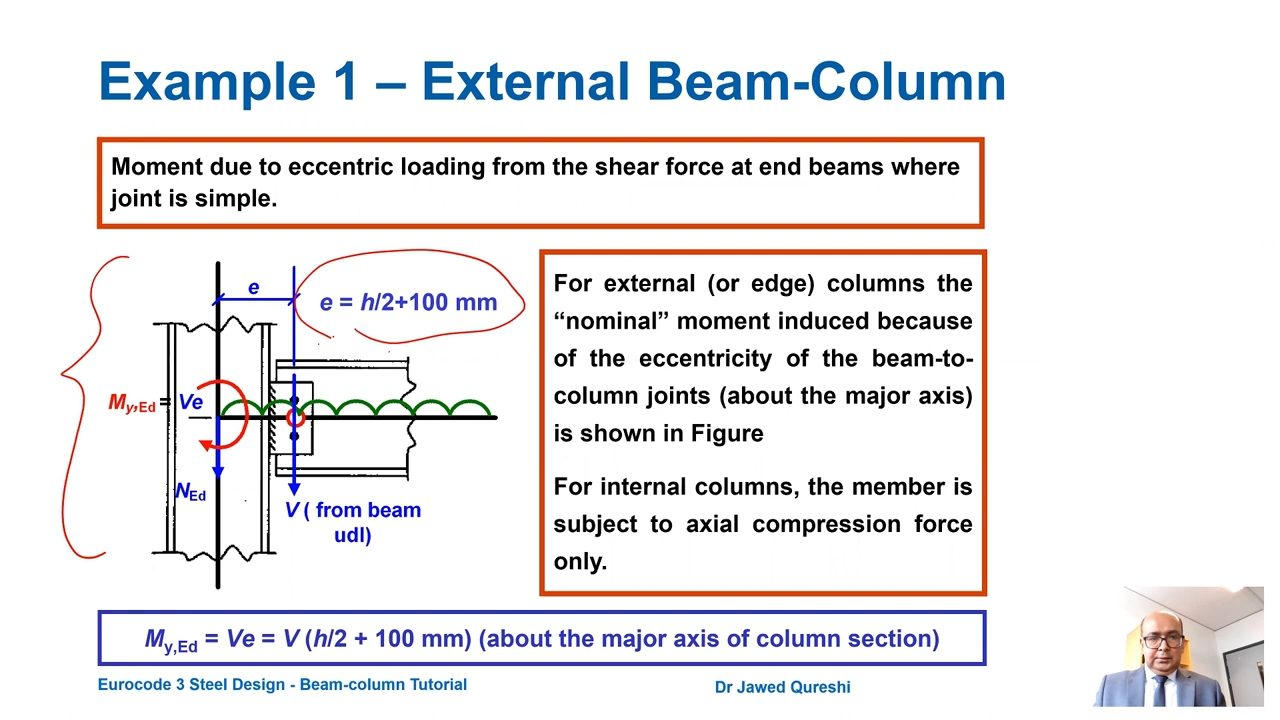 Example 1 – External Beam-Column
Moment due to eccentric loading from the shear force at end beams where
joint is simple.
e
e = h/2+100 mm
My,Ed = Ve
NEd
V ( from beam
udl)
For external (or edge) columns the
“nominal” moment induced because
of the eccentricity of the beam-to-
column joints (about the major axis)
is shown in Figure
For internal columns, the member is
subject to axial compression force
only.
My,Ed = Ve = V (h/2 + 100 mm) (about the major axis of column section)
Eurocode 3 Steel Design - Beam-column Tutorial
Dr Jawed Qureshi